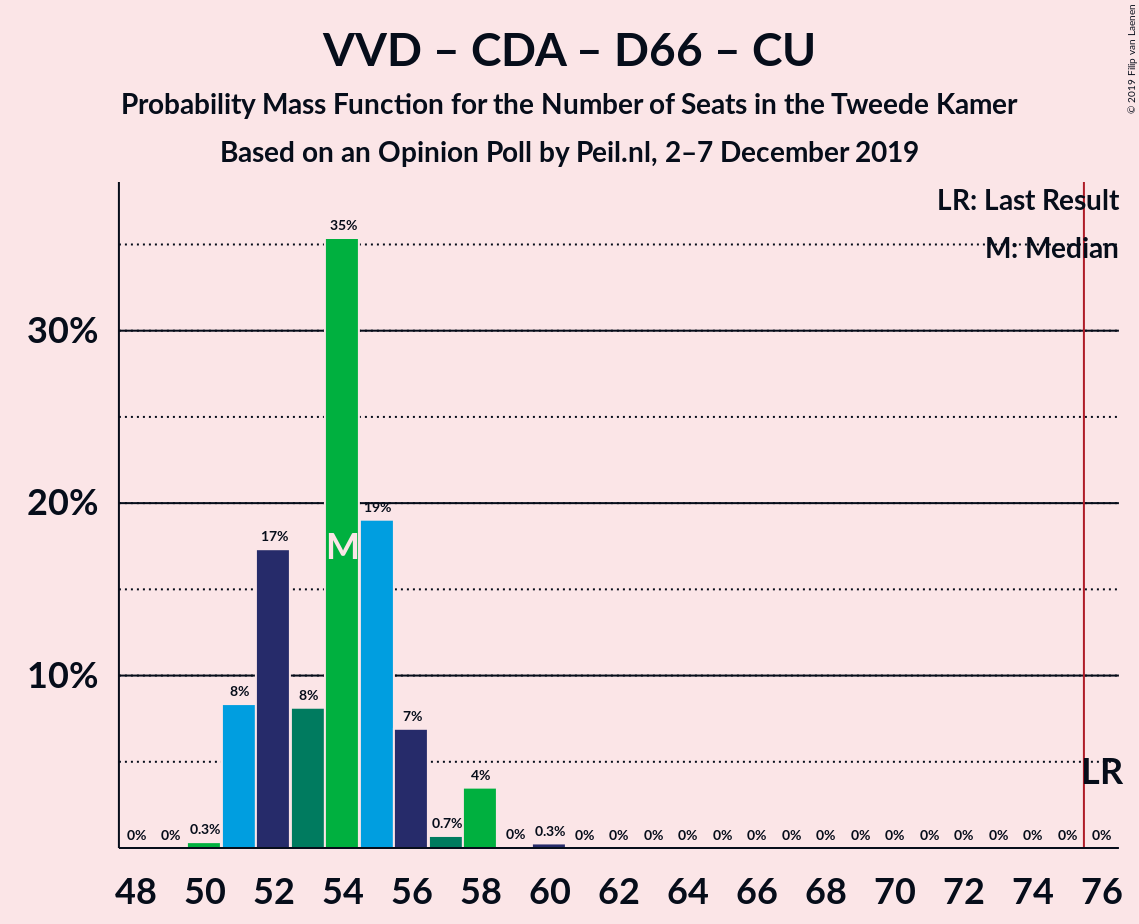 VVD – CDA – D66 – CU
Probability Mass Function for the Number of Seats in the Tweede Kamer
Based on an Opinion Poll by Peil.nl, 2–7 December 2019
© 2019 Filip van Laenen
LR: Last Result
M: Median
30%
20%
10%
0% 0% 0.3% 8% 17% 8% 35% 19% 7% 0.7% 4% 0% 0.3% 0% 0% 0% 0% 0% 0% 0% 0% 0% 0% 0% 0% 0% 0% 0% 0%
M
LR
48 50 52 54 56 58 60 62 64 66 68 70 72 74 76